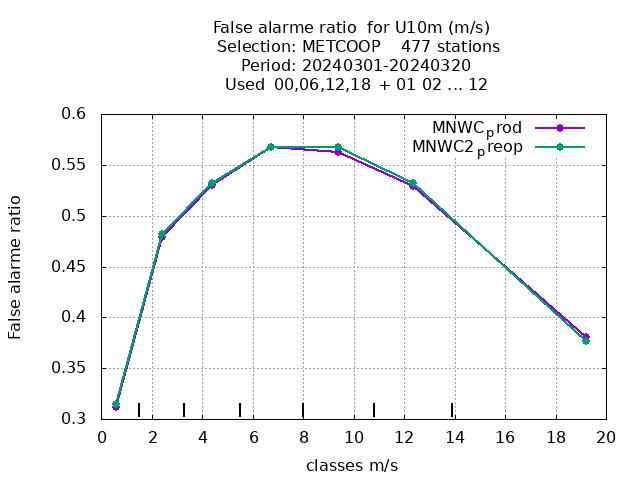 False alarme ratio  for U10m (m/s)
Selection: METCOOP    477 stations
Period: 20240301-20240320
Used  00,06,12,18 + 01 02 ... 12
MNWCprod
MNWC2preop
0.6
0.55
0.5
0.45
0.4
0.35
0.3
False alarme ratio
0 2 4 6 8 10 12 14 16 18 20
classes m/s